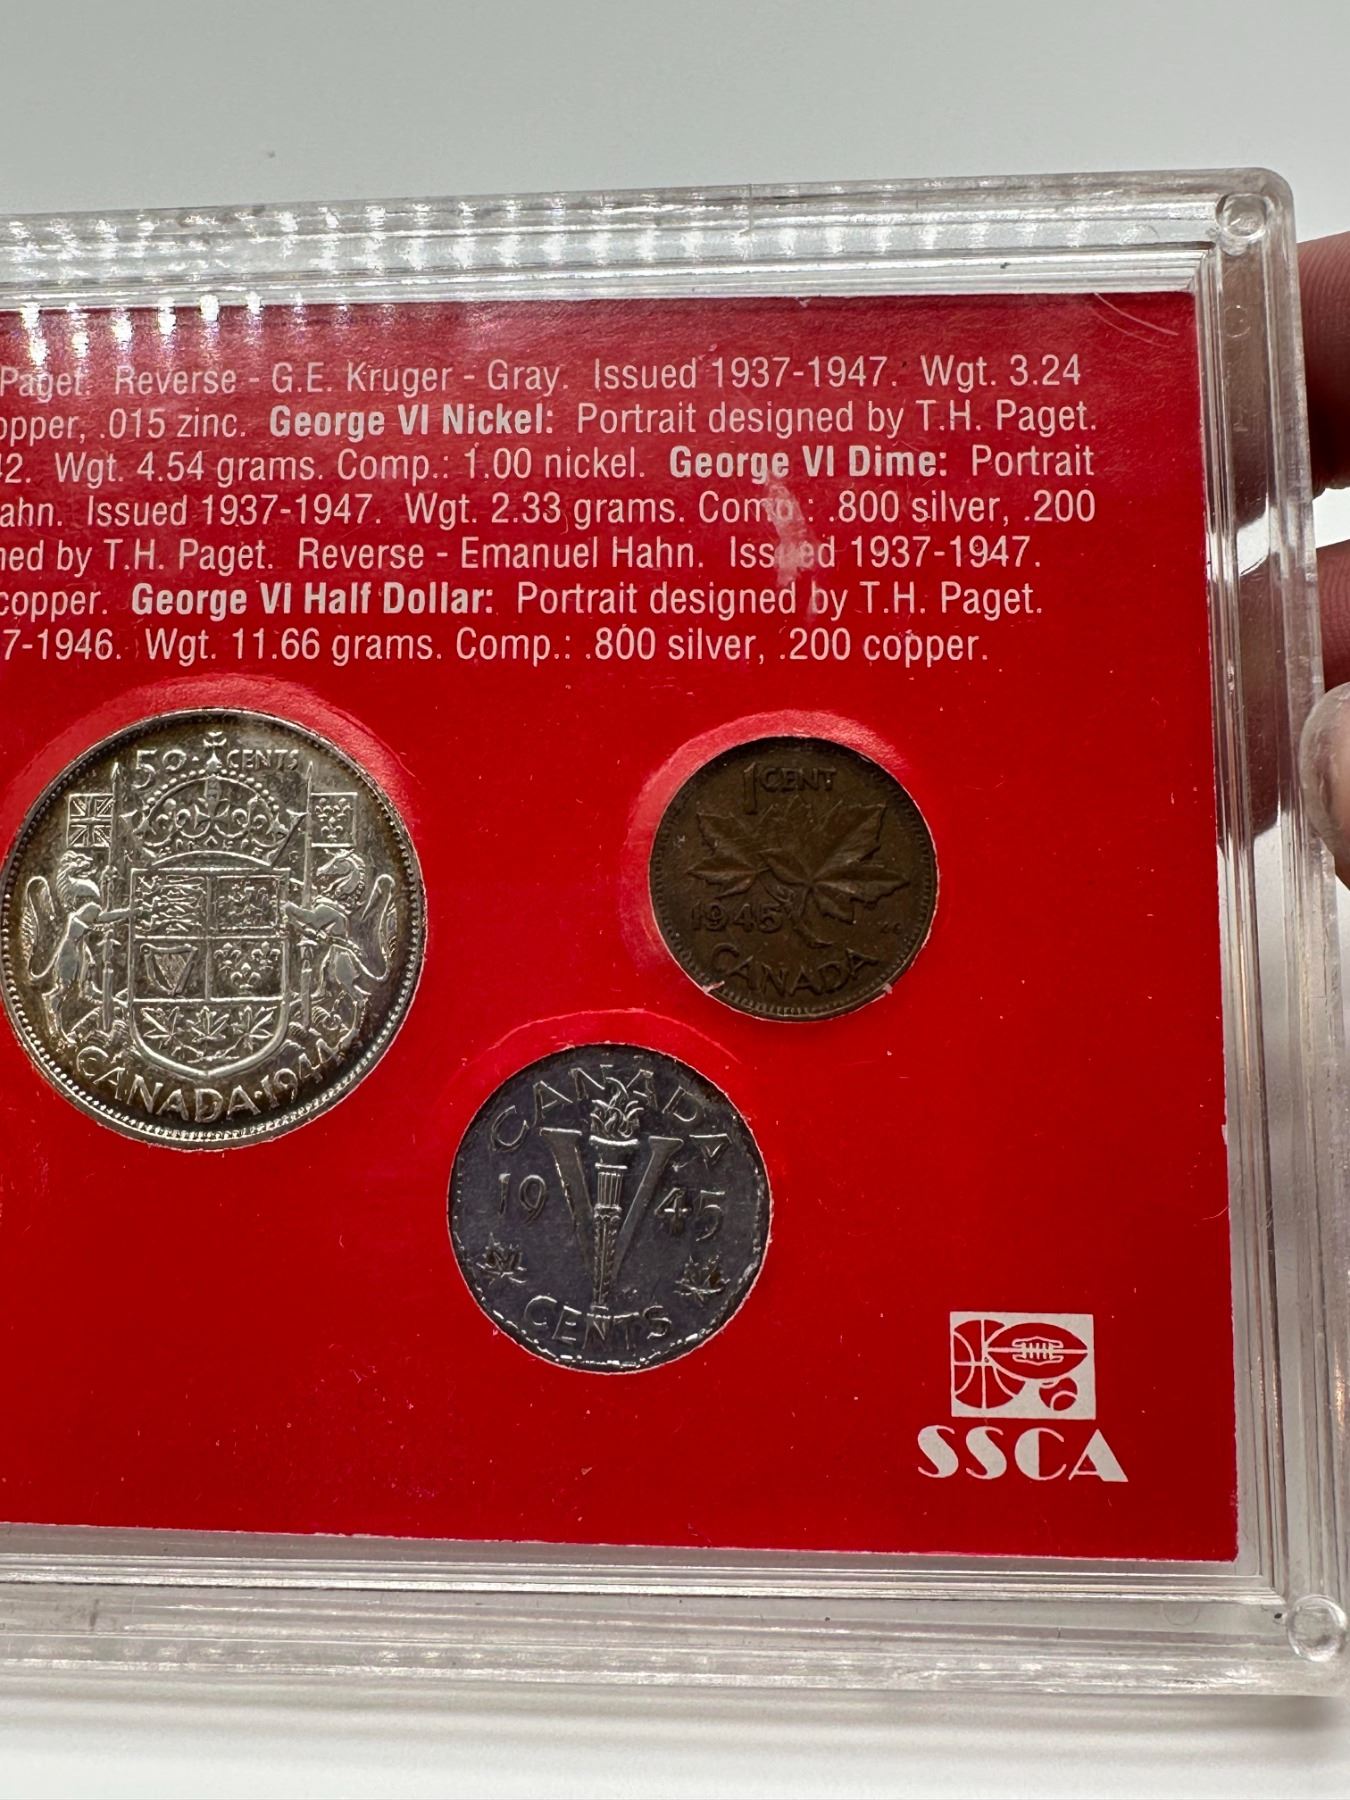 Paget. Reverse - G.E. Kruger - Gray. Issued 1937-1947. Wgt. 3.24
opper, .015 zinc. George VI Nickel: Portrait designed by T.H. Paget.
42. Wgt. 4.54 grams. Comp.: 1.00 nickel. George VI Dime: Portrait
ahn. Issued 1937-1947. Wgt. 2.33 grams. Comp.: .800 silver, .200
ned by T.H. Paget. Reverse - Emanuel Hahn. Issued 1937-1947.
copper. George VI Half Dollar: Portrait designed by T.H. Paget.
7-1946. Wgt. 11.66 grams. Comp.: .800 silver, .200 copper.
50 CENTS
CANADA·1944
1 CENT
1945
CANADA
CANADA
19 V 45
CENTS
SSCA